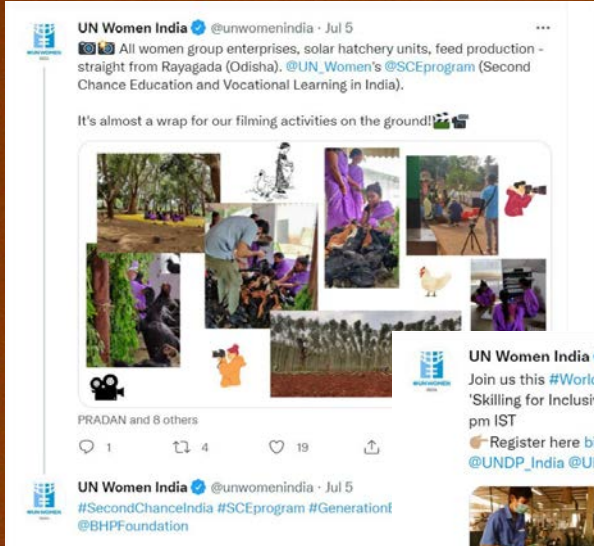 UN Women India @unwomenindia · Jul 5
All women group enterprises, solar hatchery units, feed production -
straight from Rayagada (Odisha). @UN_Women's @SCEprogram (Second
Chance Education and Vocational Learning in India).
It's almost a wrap for our filming activities on the ground!
PRADAN and 8 others
1 4 19
UN Women India @unwomenindia · Jul 5
#SecondChanceIndia #SCEprogram
@BHPFoundation
UN Women India
Join us this
'Skilling for
pm IST
Register here
@UNDP_India